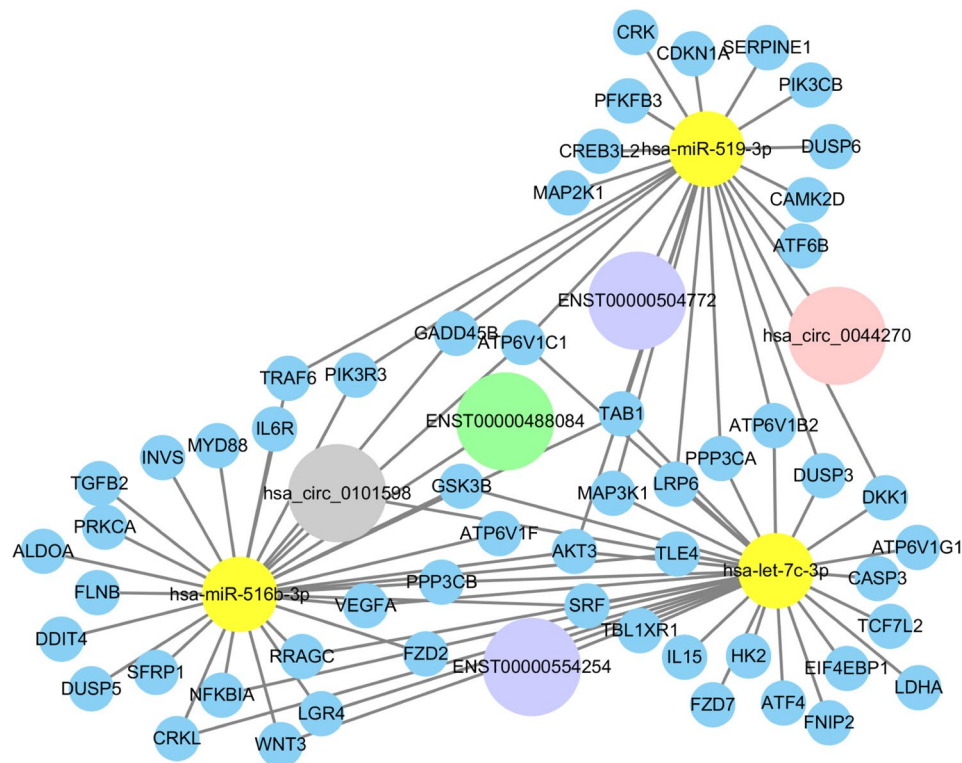 CRK
SERPINE1
CDKN1A
PIK3CB
PFKFB3
CREB3L2
hsa-miR-519-3p
DUSP6
MAP2K1
CAMK2D
ATF6B
ENST00000504772
GADD45B
ATP6V1C1
hsa_circ_0044270
TRAF6
PIK3R3
IL6R
ENST00000488084
TAB1
ATP6V1B2
MYD88
INVS
PPP3CA
DUSP3
TGFB2
hsa_circ_0101598
GSK3B
MAP3K1
LRP6
DKK1
PRKCA
ATP6V1F
ALDOA
AKT3
TLE4
ATP6V1G1
hsa-let-7c-3p
CASP3
FLNB
hsa-miR-516b-3p
VEGFA
PPP3CB
SRF
TCF7L2
DDIT4
TBL1XR1
RRAGC
FZD2
ENST00000554254
IL15
HK2
EIF4EBP1
SFRP1
DUSP5
NFKBIA
LDHA
LGR4
FZD7
ATF4
FNIP2
CRKL
WNT3